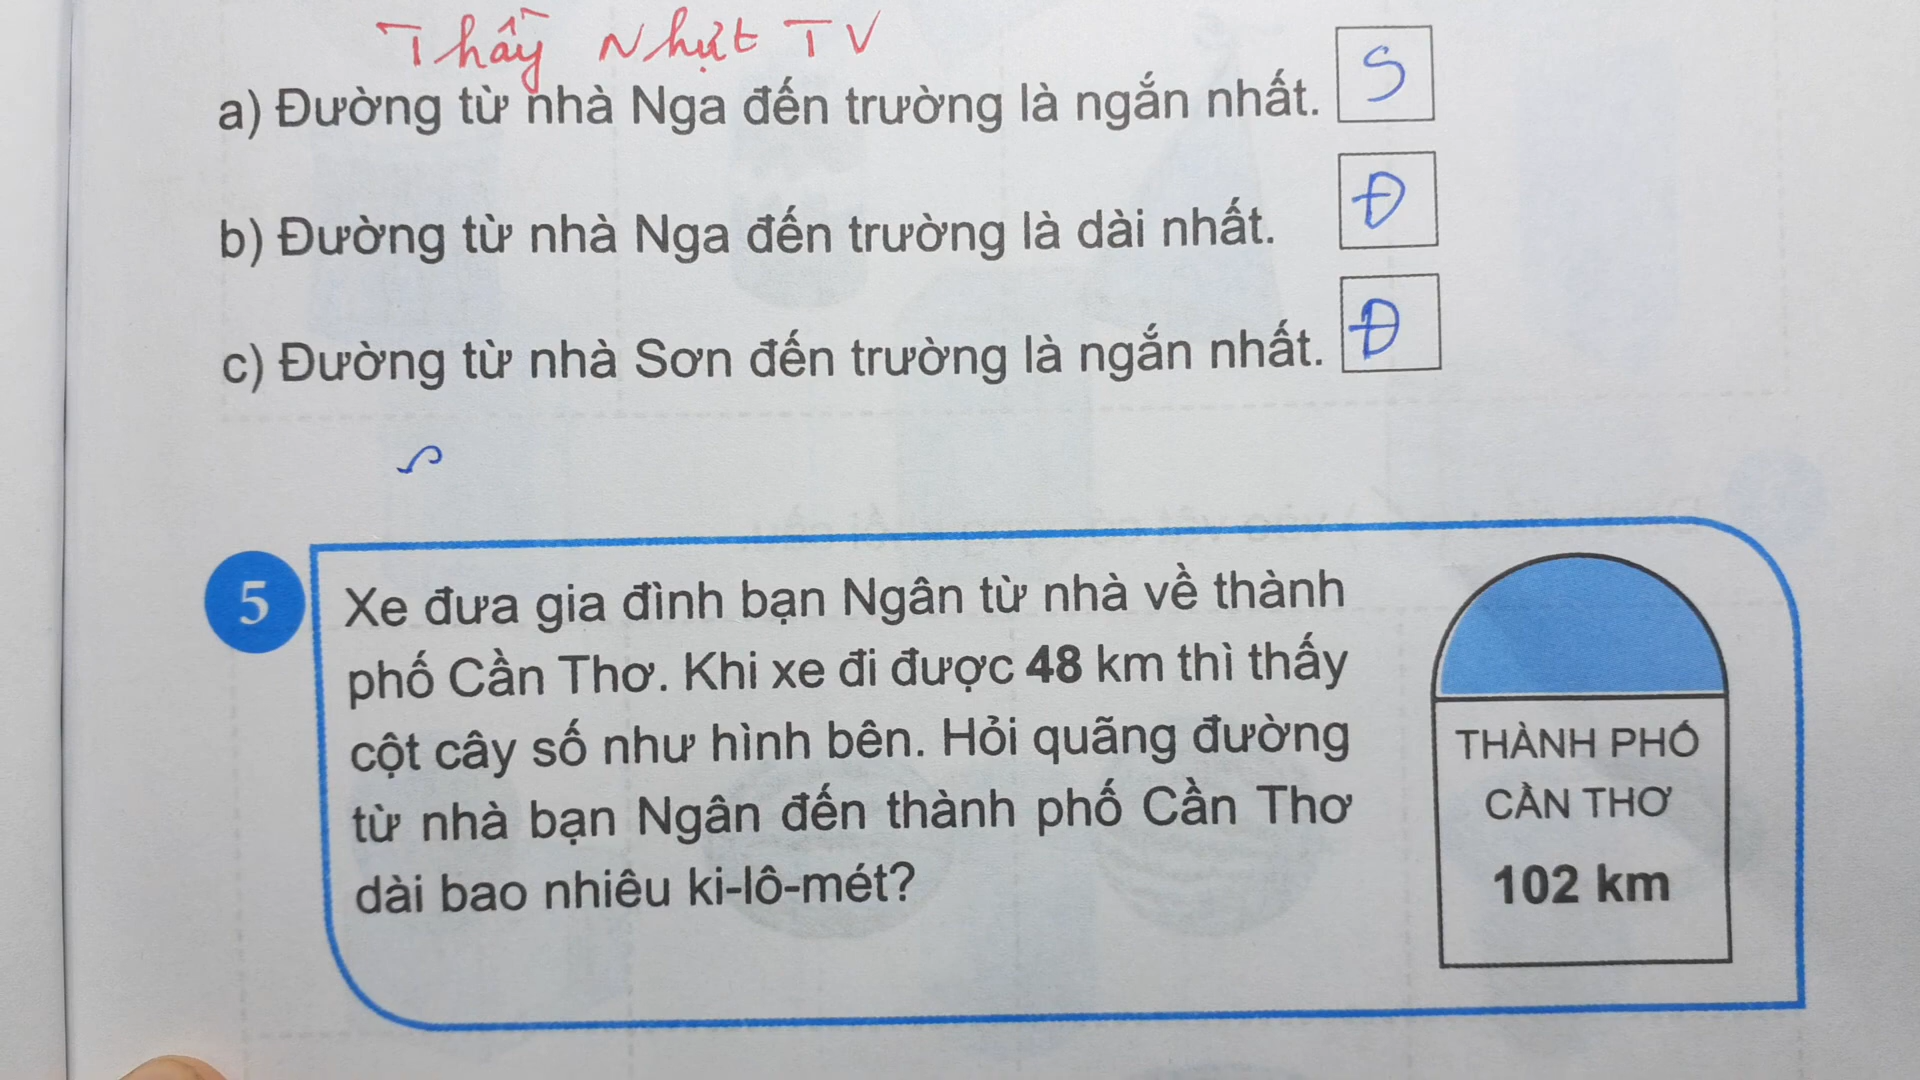 Thầy Nhựt TV
a) Đường từ nhà Nga đến trường là ngắn nhất. S
b) Đường từ nhà Nga đến trường là dài nhất. Đ
c) Đường từ nhà Sơn đến trường là ngắn nhất. Đ
5
Xe đưa gia đình bạn Ngân từ nhà về thành
phố Cần Thơ. Khi xe đi được 48 km thì thấy
cột cây số như hình bên. Hỏi quãng đường
từ nhà bạn Ngân đến thành phố Cần Thơ
dài bao nhiêu ki-lô-mét?
THÀNH PHỐ
CẦN THƠ
102 km